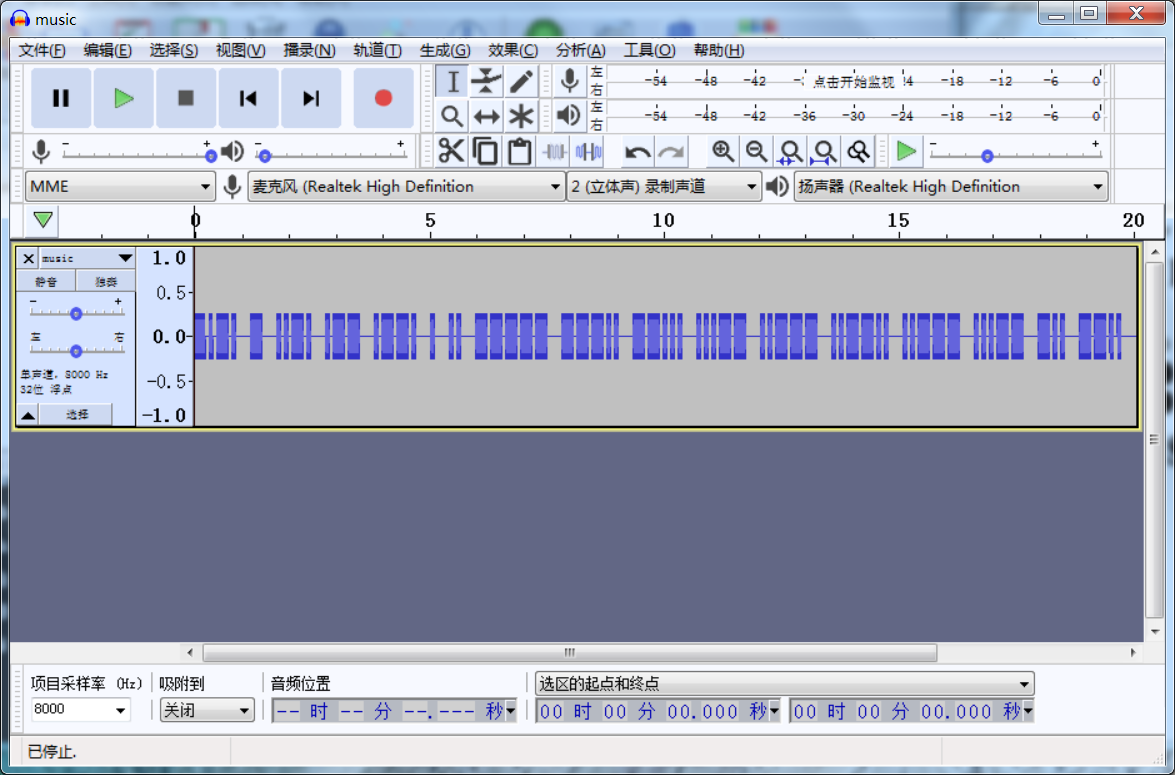 music
文件(F) 编辑(E) 选择(S) 视图(V) 播录(N) 轨道(T) 生成(G) 效果(C) 分析(A) 工具(O) 帮助(H)
左 -54 -48 -42 点击开始监视 -18 -12 -6 0
右
左 -54 -48 -42 -36 -30 -24 -18 -12 -6 0
右
- + - + - +
MME 麦克风 (Realtek High Definition 2 (立体声) 录制声道 扬声器 (Realtek High Definition
0 5 10 15 20
music 1.0
静音 独奏 0.5
- + 0.0
左 右 -0.5
单声道, 8000 Hz
32位 浮点
选择 -1.0
项目采样率 (Hz) 吸附到 音频位置 选区的起点和终点
8000 关闭 -- 时 -- 分 --.--- 秒 00 时 00 分 00.000 秒 00 时 00 分 00.000 秒
已停止.